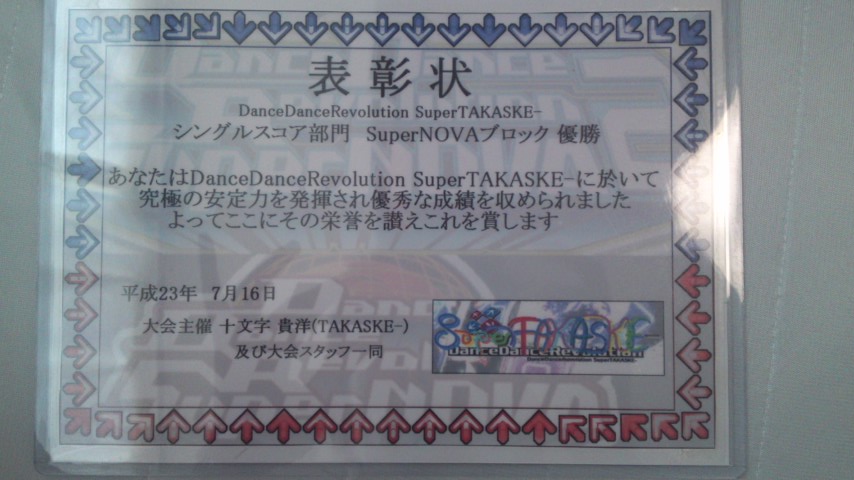 表彰状
DanceDanceRevolution SuperTAKASKE-
シングルスコア部門 SuperNOVAブロック 優勝
あなたはDanceDanceRevolution SuperTAKASKE-に於いて
究極の安定力を発揮され優秀な成績を収められました
よってここにその栄誉を讃えこれを賞します
平成23年 7月16日
大会主催 十文字 貴洋(TAKASKE-)
及び大会スタッフ一同
SuperTAKASKE-
DanceDanceRevolution